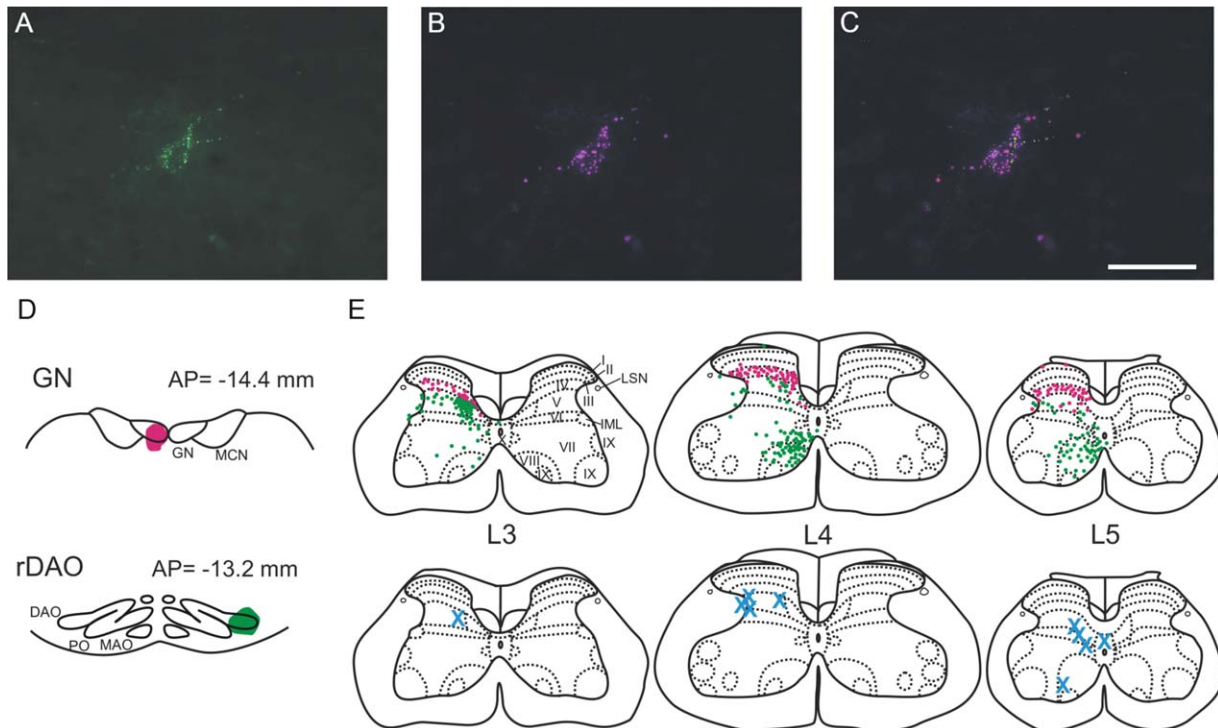 A
B
C
D
E
GN
AP= -14.4 mm
GN
MCN
rDAO
AP= -13.2 mm
DAO
PO
MAO
I
II
LSN
IV
III
V
VI
IML
IX
X
VII
VIII
IX
IX
L3
L4
L5
X
X
X
X
X
X
X
X
X
X
X